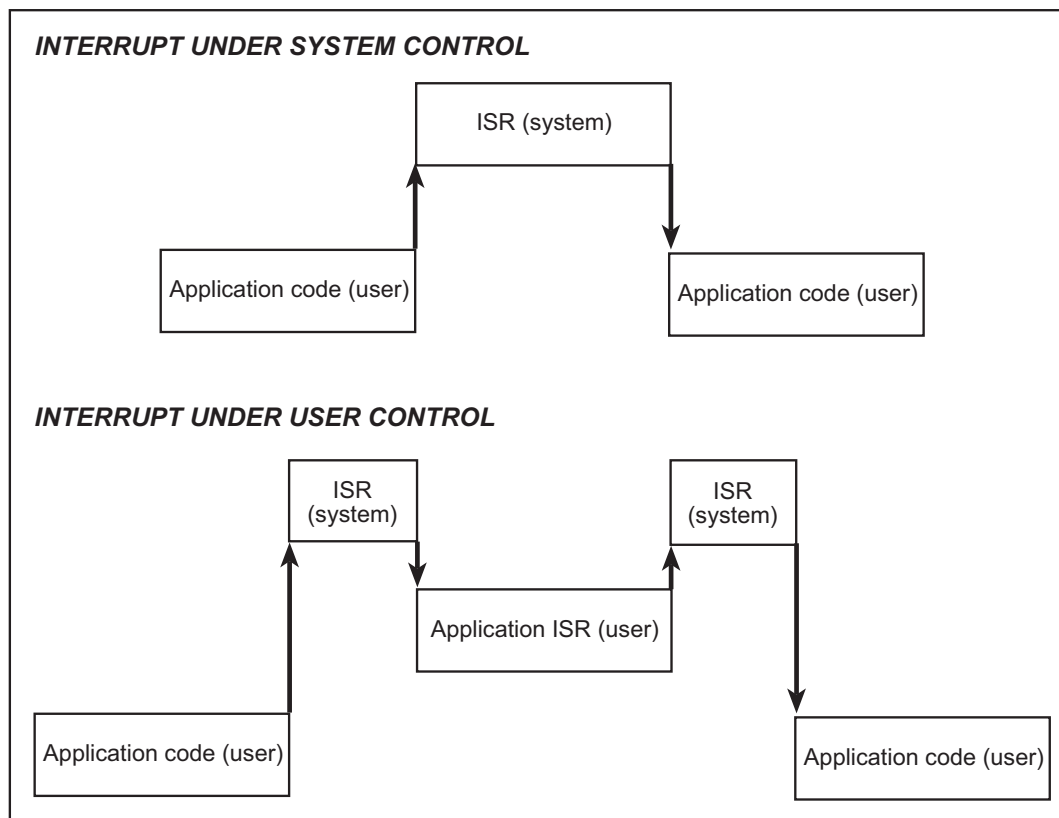 INTERRUPT UNDER SYSTEM CONTROL
ISR (system)
Application code (user)
Application code (user)
INTERRUPT UNDER USER CONTROL
ISR
(system)
ISR
(system)
Application ISR (user)
Application code (user)
Application code (user)